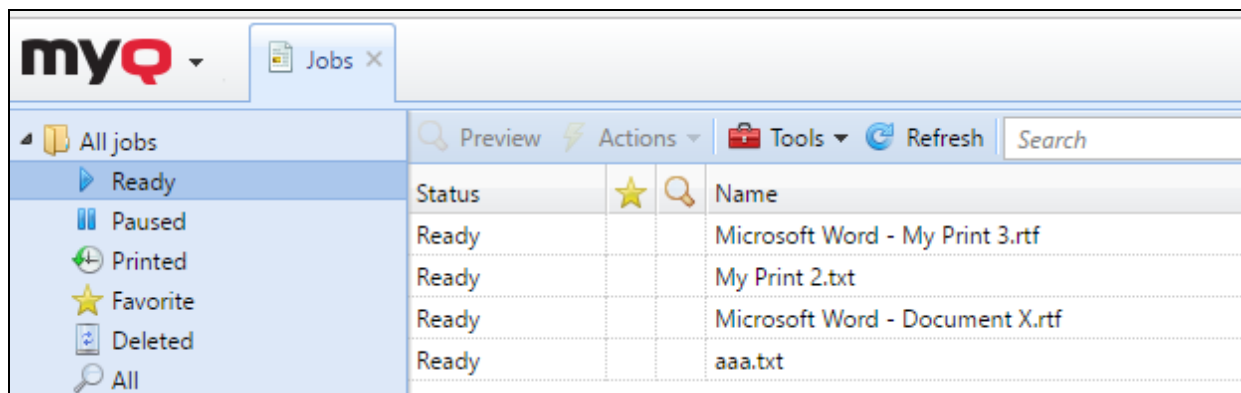 myQ
Jobs
All jobs
Ready
Paused
Printed
Favorite
Deleted
All
Preview Actions Tools Refresh Search
Status Name
Ready Microsoft Word - My Print 3.rtf
Ready My Print 2.txt
Ready Microsoft Word - Document X.rtf
Ready aaa.txt